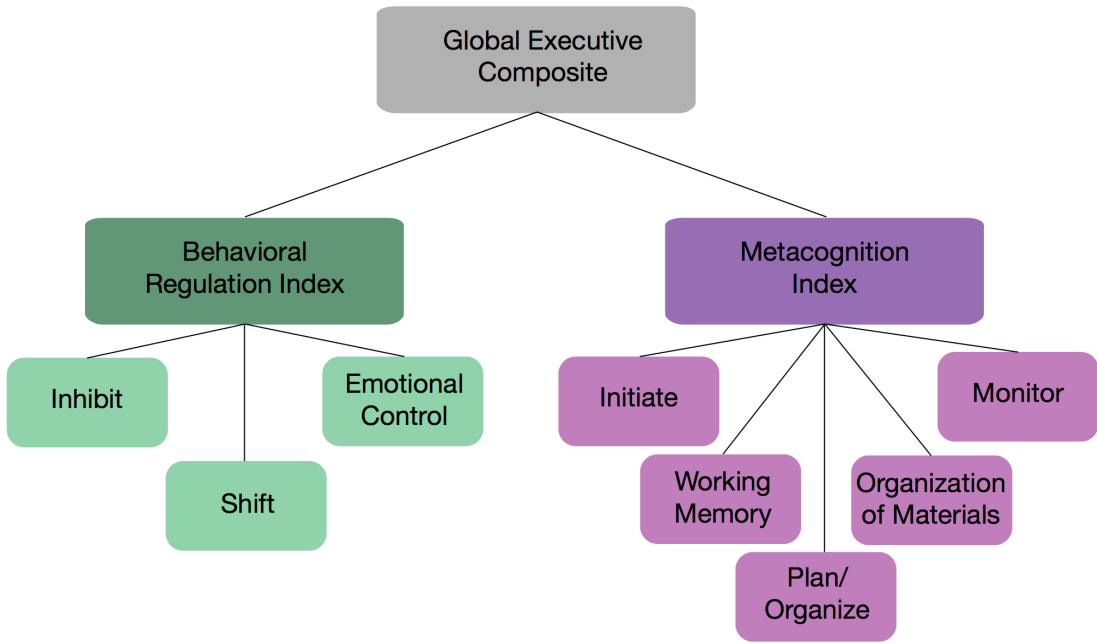 Global Executive
Composite
Behavioral
Regulation Index
Metacognition
Index
Inhibit
Shift
Emotional
Control
Initiate
Working
Memory
Plan/
Organize
Organization
of Materials
Monitor